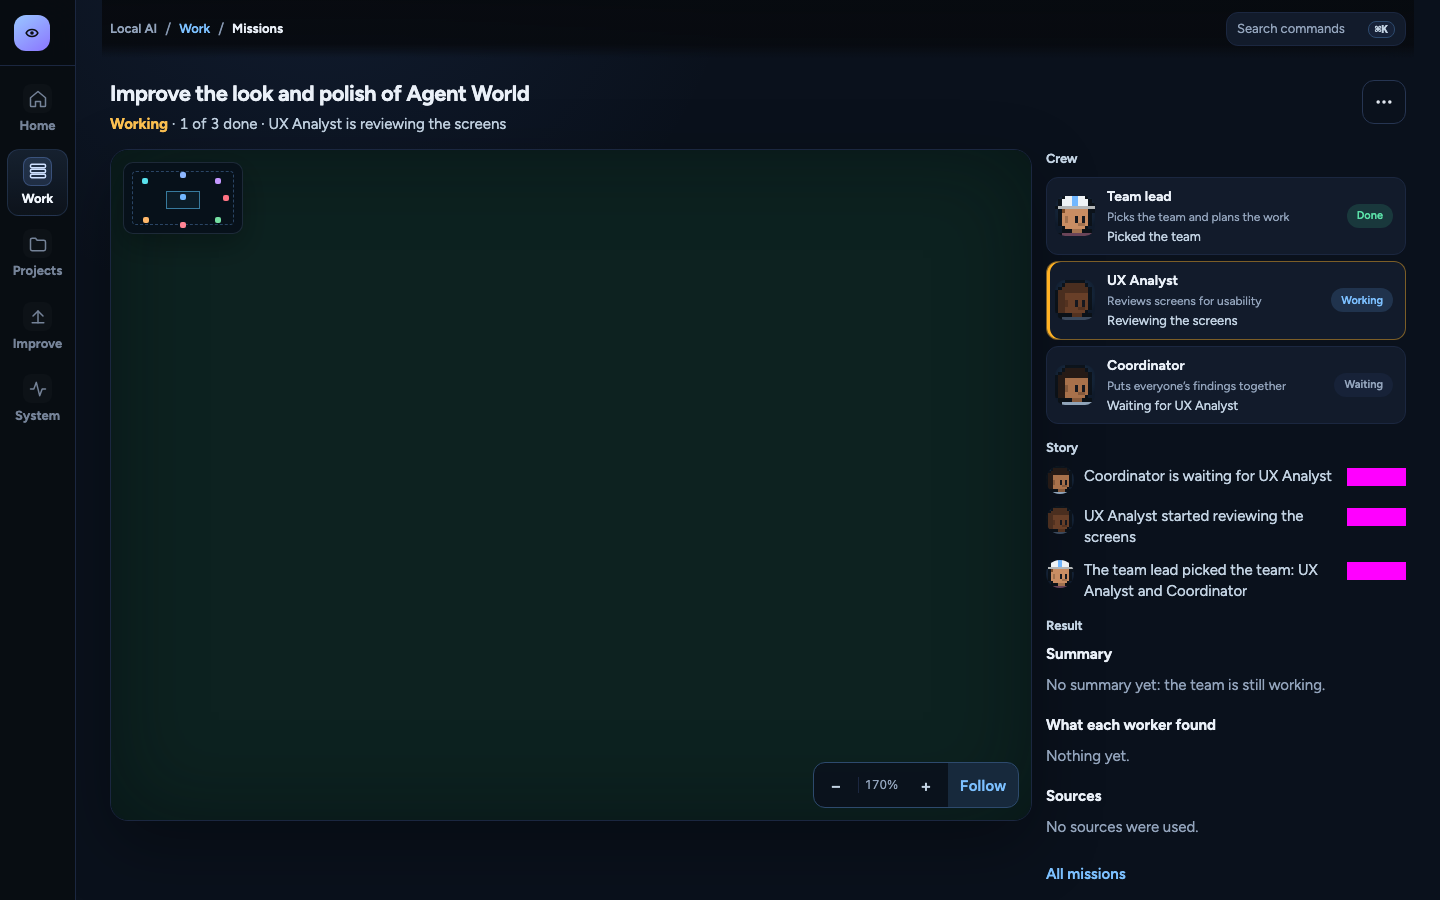 Local AI / Work / Missions
Search commands ⌘K
Home
Work
Projects
Improve
System
Improve the look and polish of Agent World
Working · 1 of 3 done · UX Analyst is reviewing the screens
− 170% + Follow
Crew
Team lead
Picks the team and plans the work
Picked the team
Done
UX Analyst
Reviews screens for usability
Reviewing the screens
Working
Coordinator
Puts everyone’s findings together
Waiting for UX Analyst
Waiting
Story
Coordinator is waiting for UX Analyst
UX Analyst started reviewing the
screens
The team lead picked the team: UX
Analyst and Coordinator
Result
Summary
No summary yet: the team is still working.
What each worker found
Nothing yet.
Sources
No sources were used.
All missions